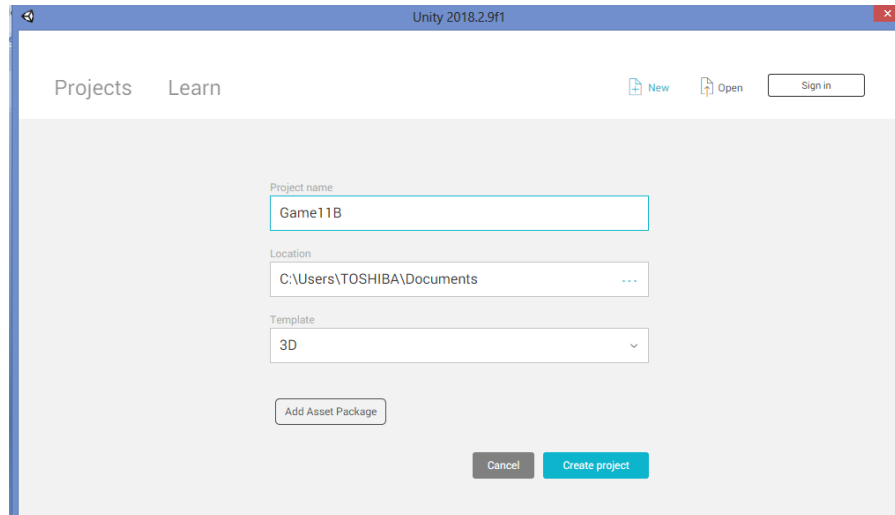 Unity 2018.2.9f1
Projects Learn New Open Sign in
Project name
Game11B
Location
C:\Users\TOSHIBA\Documents ...
Template
3D
Add Asset Package
Cancel Create project